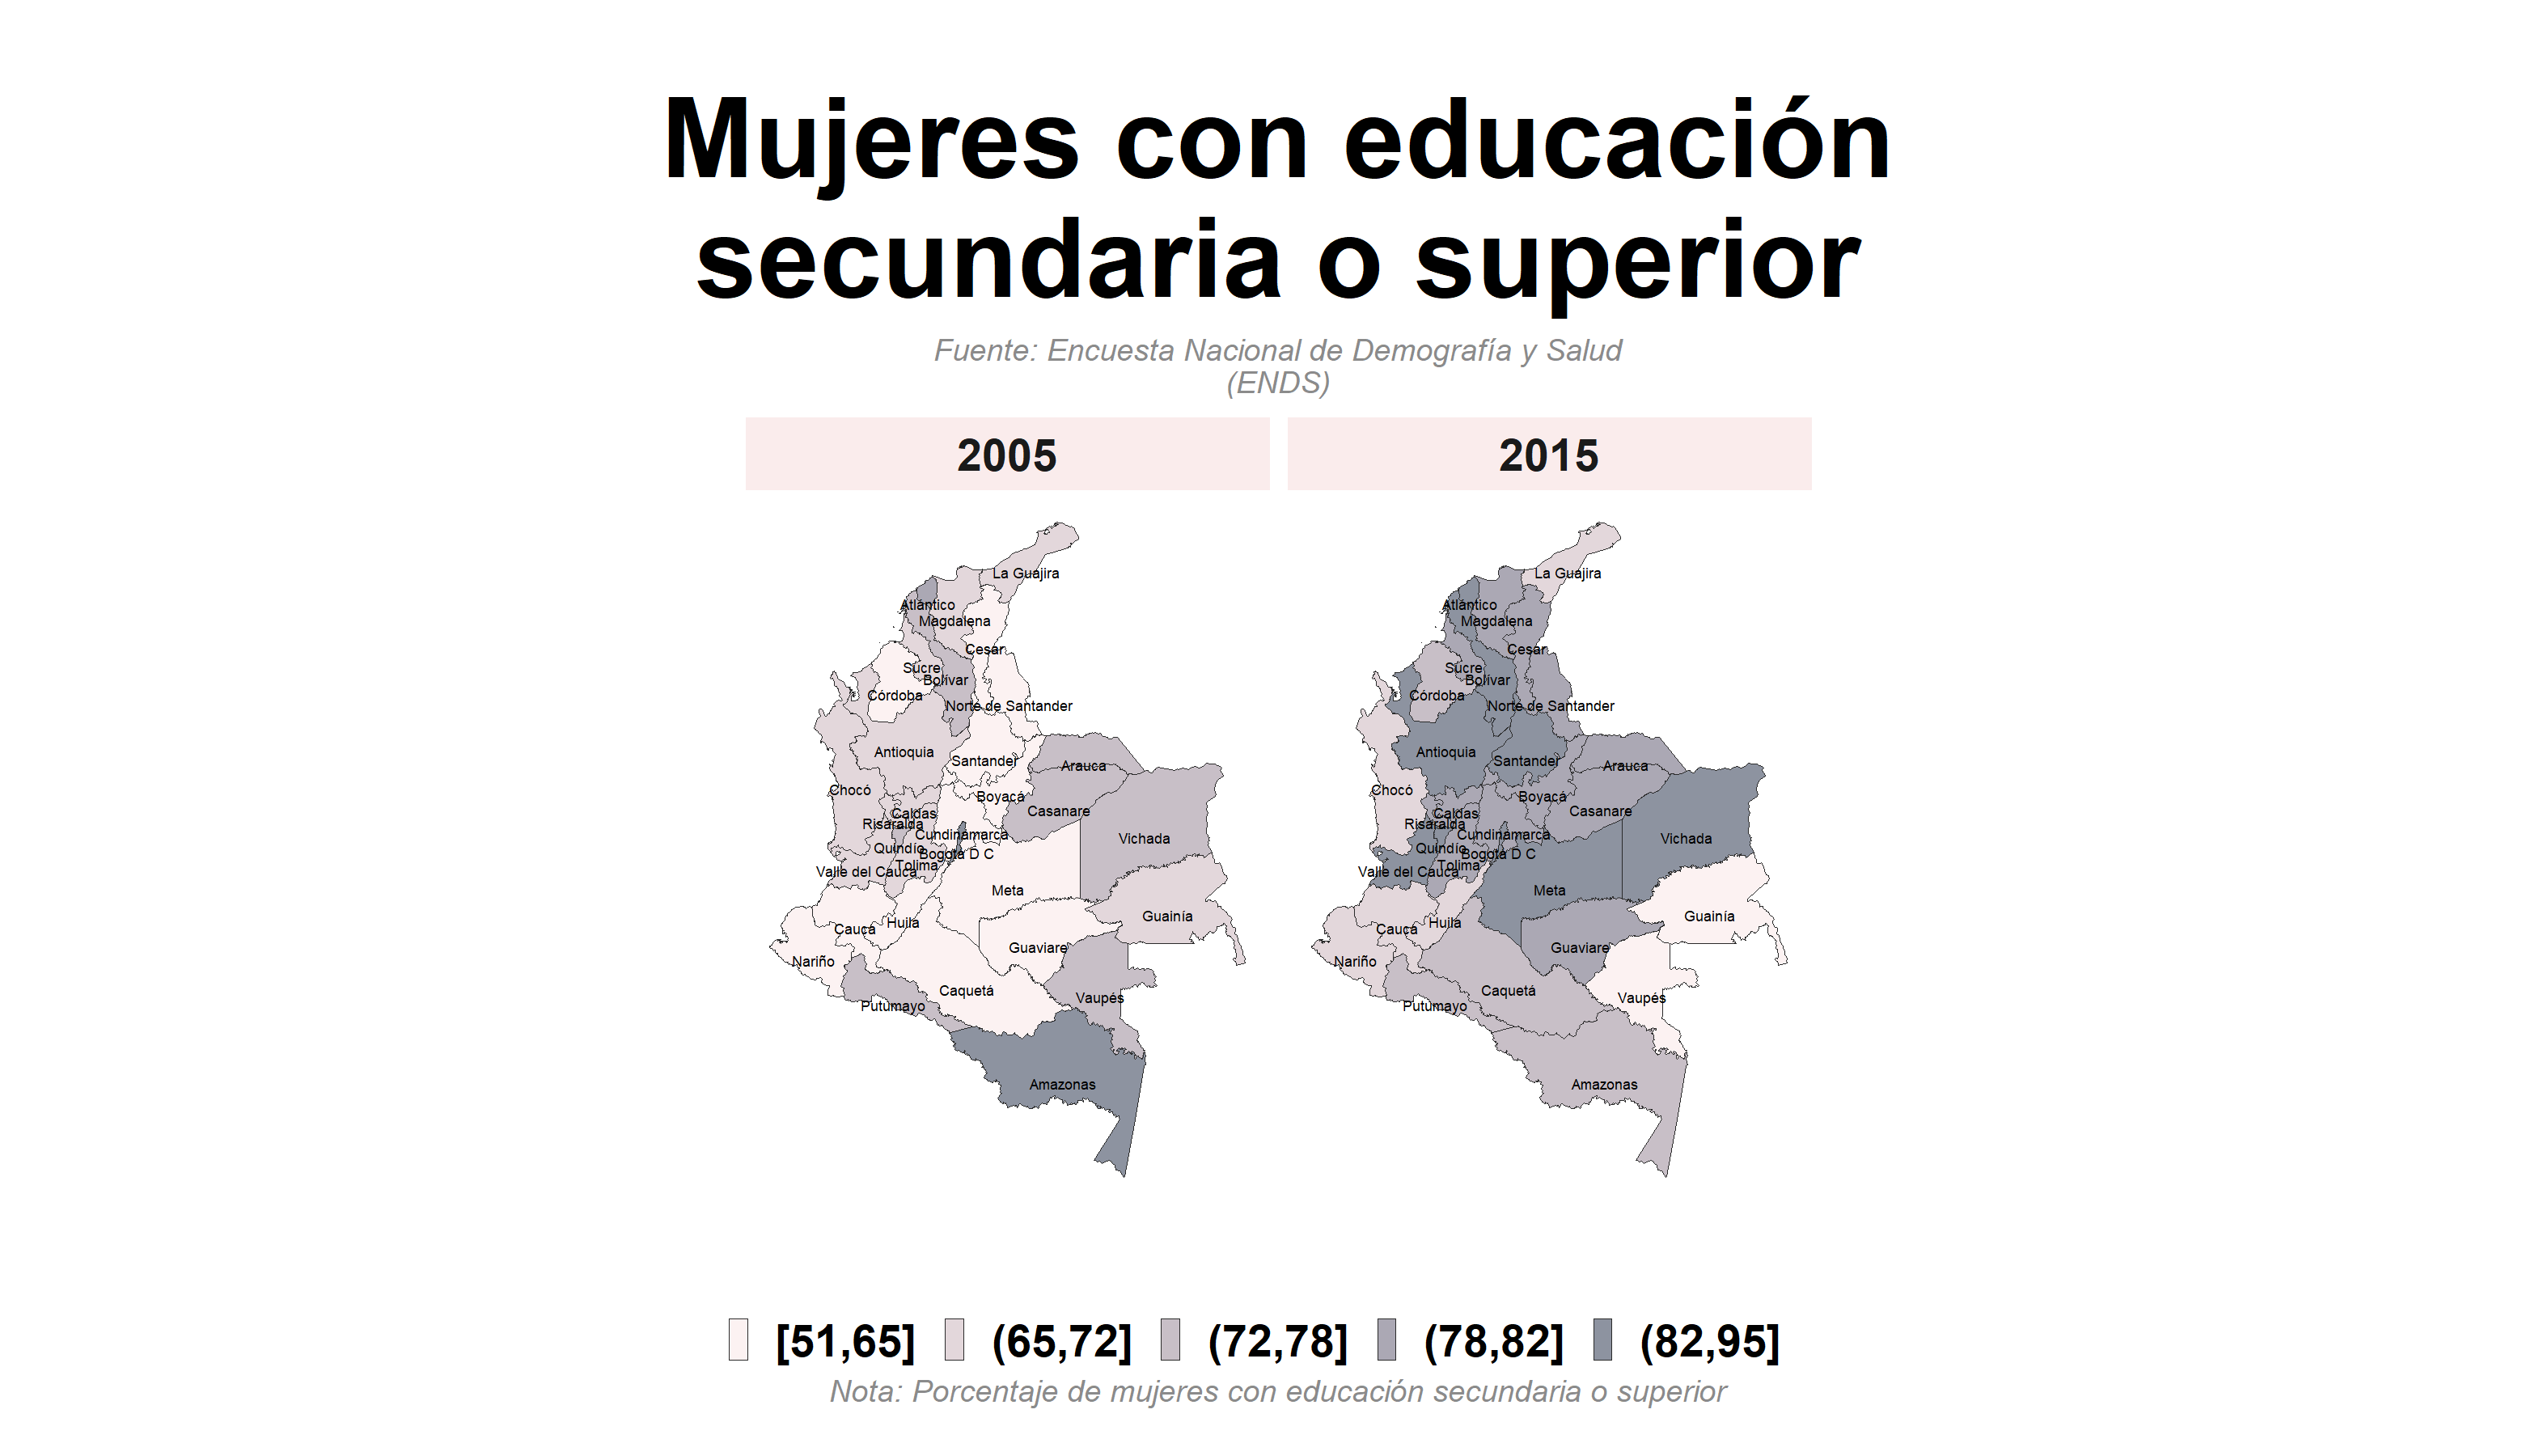 Mujeres con educación
secundaria o superior
Fuente: Encuesta Nacional de Demografía y Salud
(ENDS)
2005
2015
La Guajira
Atlántico
Magdalena
Cesar
Sucre
Bolívar
Córdoba
Norte de Santander
Antioquia
Santander
Arauca
Chocó
Boyacá
Casanare
Caldas
Risaralda
Cundinamarca
Vichada
Quindío
Bogotá D C
Tolima
Valle del Cauca
Meta
Guainía
Huila
Cauca
Guaviare
Nariño
Caquetá
Vaupés
Putumayo
Amazonas
La Guajira
Atlántico
Magdalena
Cesar
Sucre
Bolívar
Córdoba
Norte de Santander
Antioquia
Santander
Arauca
Chocó
Boyacá
Casanare
Caldas
Risaralda
Cundinamarca
Vichada
Quindío
Bogotá D C
Tolima
Valle del Cauca
Meta
Guainía
Huila
Cauca
Guaviare
Nariño
Caquetá
Vaupés
Putumayo
Amazonas
[51,65] (65,72] (72,78] (78,82] (82,95]
Nota: Porcentaje de mujeres con educación secundaria o superior